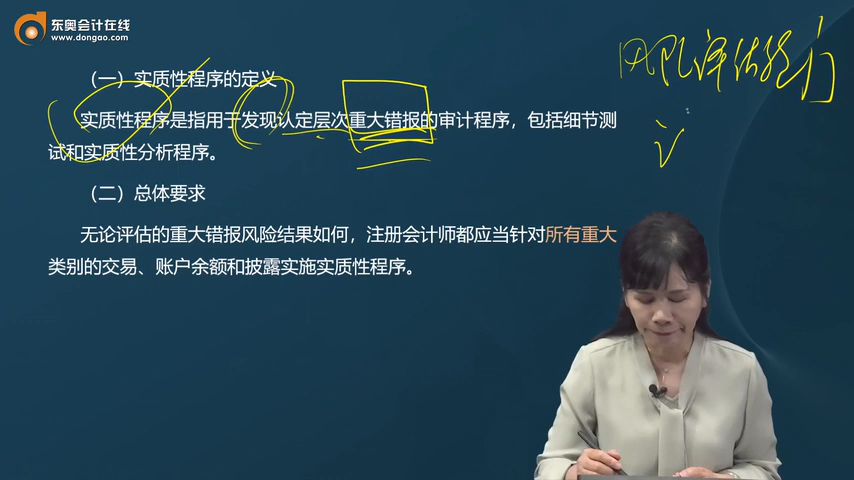 东奥会计在线
www.dongao.com
（一）实质性程序的定义
实质性程序是指用于发现认定层次重大错报的审计程序，包括细节测
试和实质性分析程序。
（二）总体要求
无论评估的重大错报风险结果如何，注册会计师都应当针对所有重大
类别的交易、账户余额和披露实施实质性程序。
风险评估